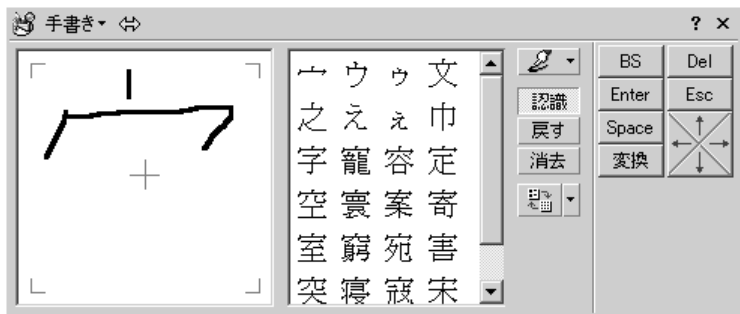 手書き ? ×
亠 ウ ゥ 文
之 え ぇ 巾
字 寵 容 定
空 寰 案 寄
室 窮 宛 害
突 寝 寇 宋
認識
戻す
消去
BS Del
Enter Esc
Space
変換